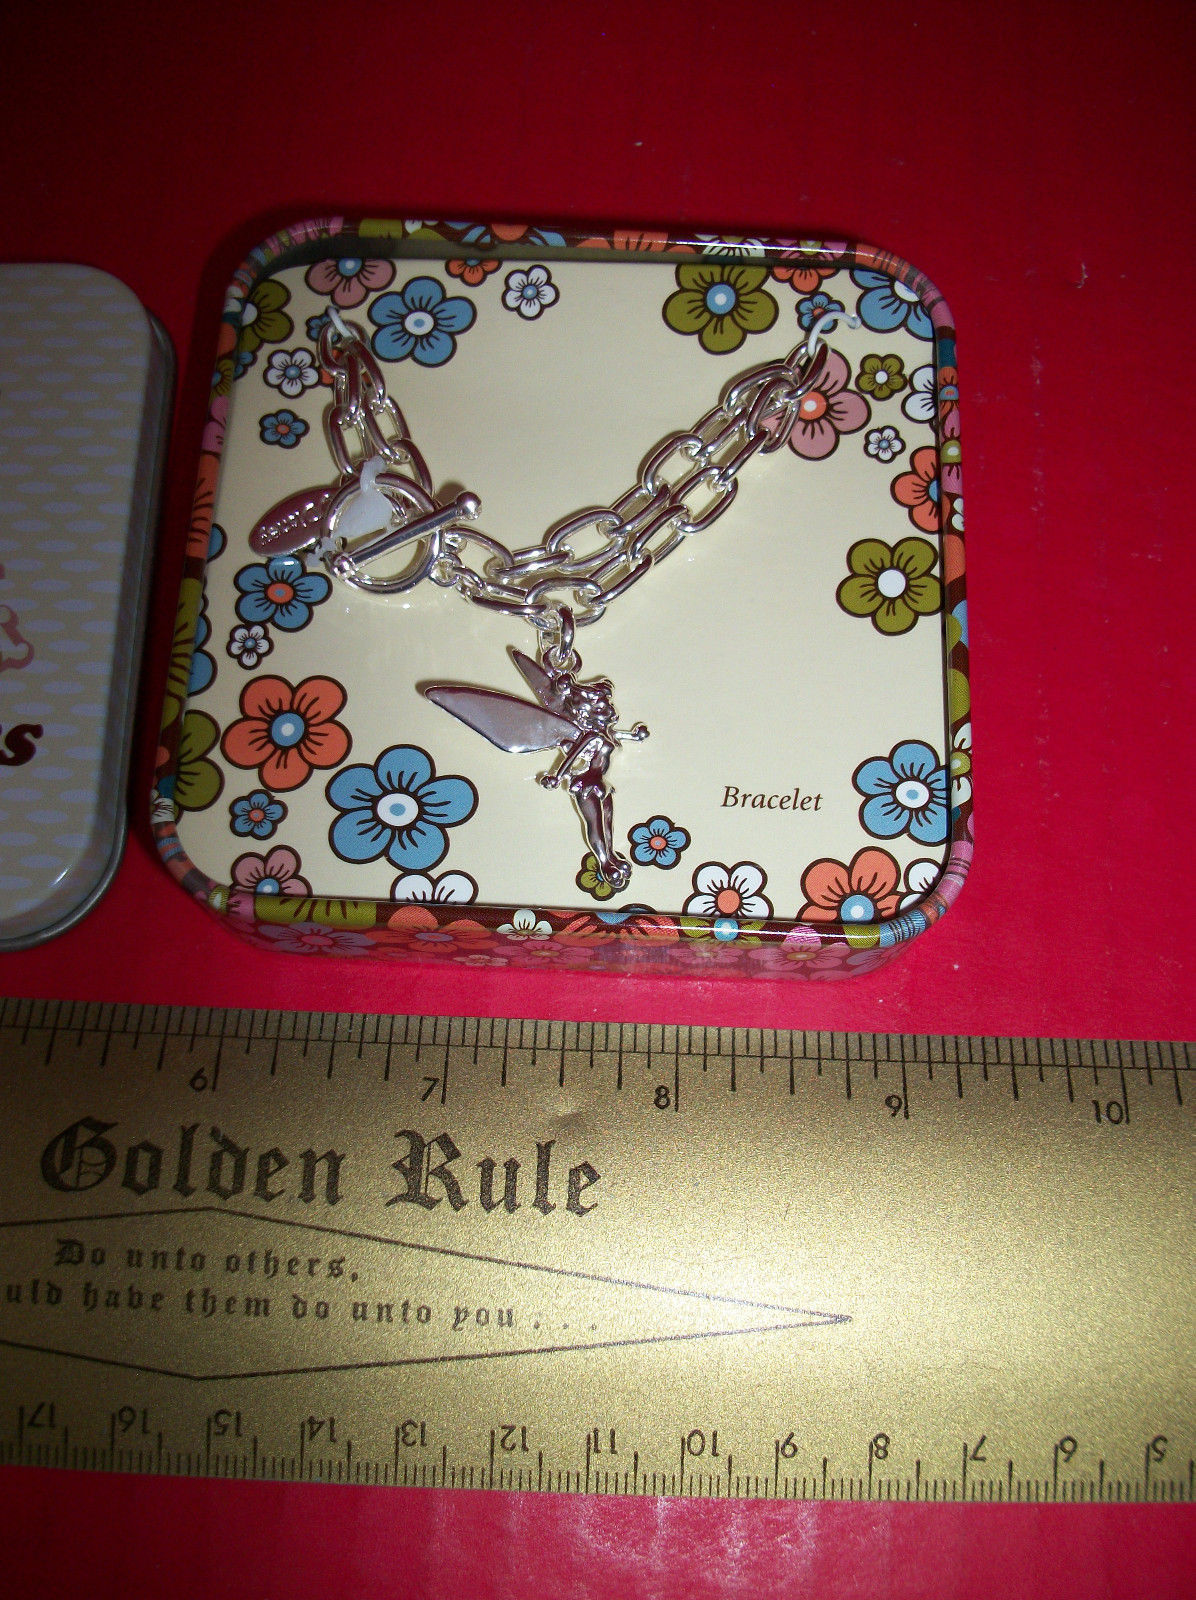 Disney
Bracelet
6 7 8 9 10
Golden Rule
Do unto others,
have them do unto you . . .
17 16 15 14 13 12 11 10 9 8 7 6 5